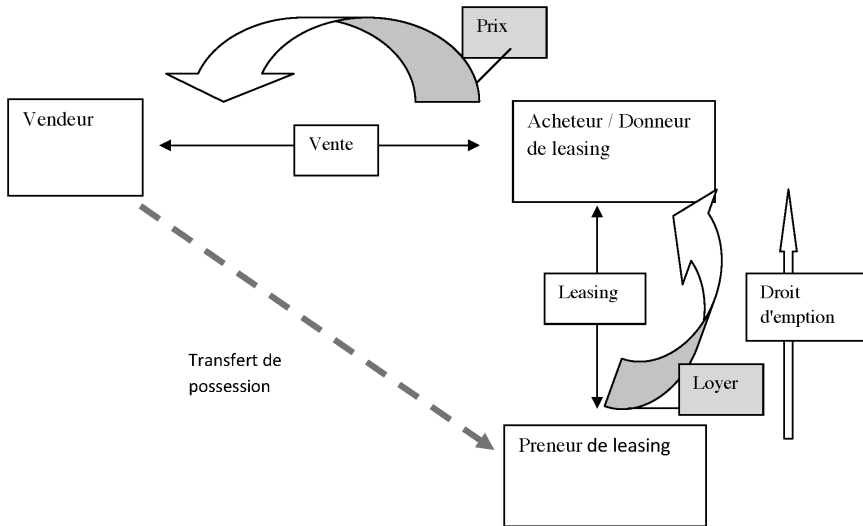 Prix
Vendeur
Acheteur / Donneur
de leasing
Vente
Leasing
Droit
d'emption
Transfert de
possession
Loyer
Preneur de leasing